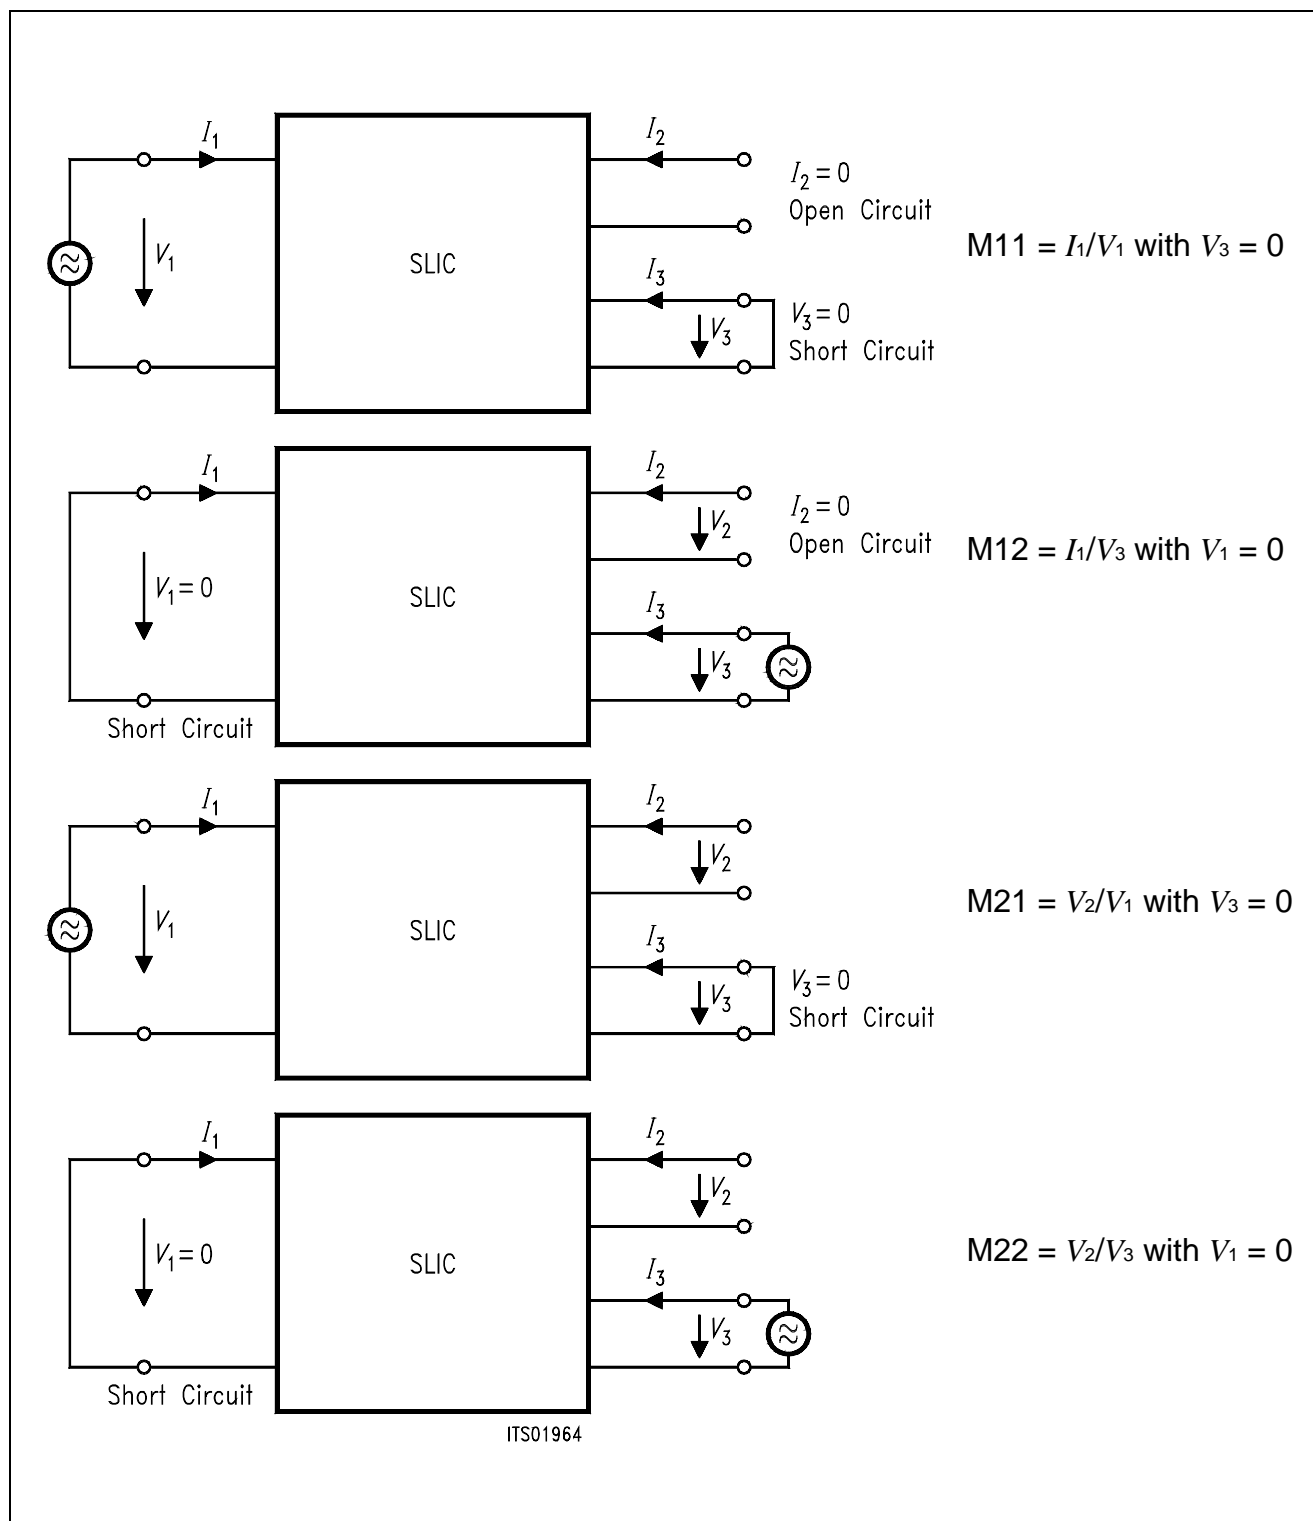 I1
I2
I2 = 0
Open Circuit
M11 = I1/V1 with V3 = 0
V1
SLIC
I3
V3
V3 = 0
Short Circuit
I1
I2
V2
I2 = 0
Open Circuit
M12 = I1/V3 with V1 = 0
V1 = 0
SLIC
I3
V3
Short Circuit
I1
I2
V2
M21 = V2/V1 with V3 = 0
V1
SLIC
I3
V3
V3 = 0
Short Circuit
I1
I2
V2
M22 = V2/V3 with V1 = 0
V1 = 0
SLIC
I3
V3
Short Circuit
ITS01964